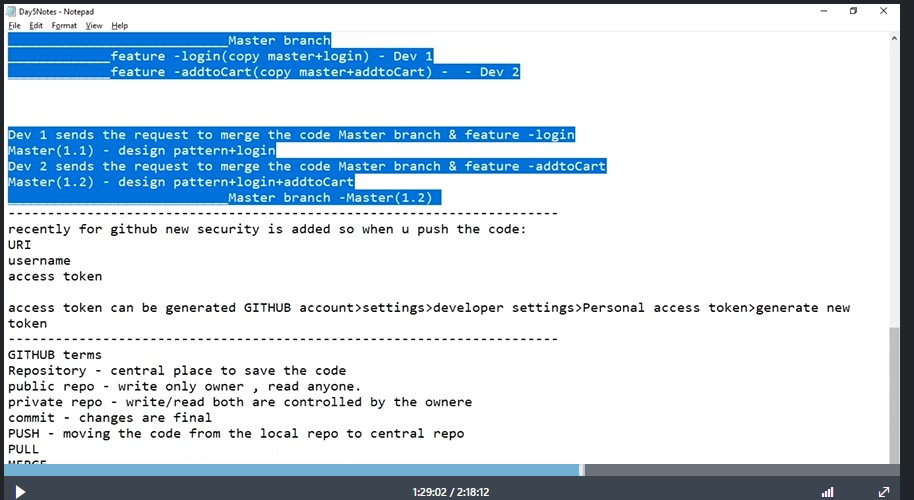 Day5Notes - Notepad
File Edit Format View Help
____________________________Master branch
_____________feature -login(copy master+login) - Dev 1
_____________feature -addtoCart(copy master+addtoCart) -  - Dev 2
Dev 1 sends the request to merge the code Master branch & feature -login
Master(1.1) - design pattern+login
Dev 2 sends the request to merge the code Master branch & feature -addtoCart
Master(1.2) - design pattern+login+addtoCart
____________________________Master branch -Master(1.2)
----------------------------------------------------------------------
recently for github new security is added so when u push the code:
URI
username
access token
access token can be generated GITHUB account>settings>developer settings>Personal access token>generate new
token
----------------------------------------------------------------------
GITHUB terms
Repository - central place to save the code
public repo - write only owner , read anyone.
private repo - write/read both are controlled by the ownere
commit - changes are final
PUSH - moving the code from the local repo to central repo
PULL
MERGE
1:29:02 / 2:18:12